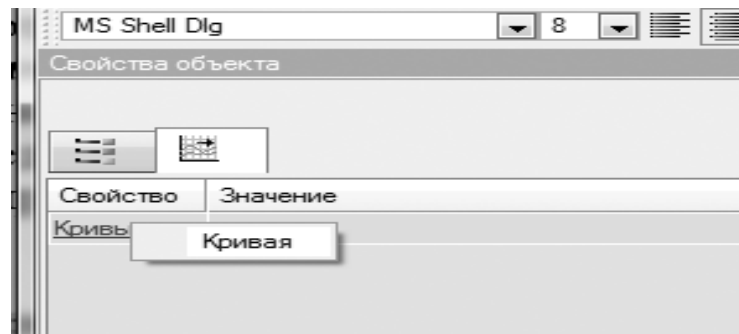 MS Shell Dlg 8
Свойства объекта
Свойство Значение
Кривая